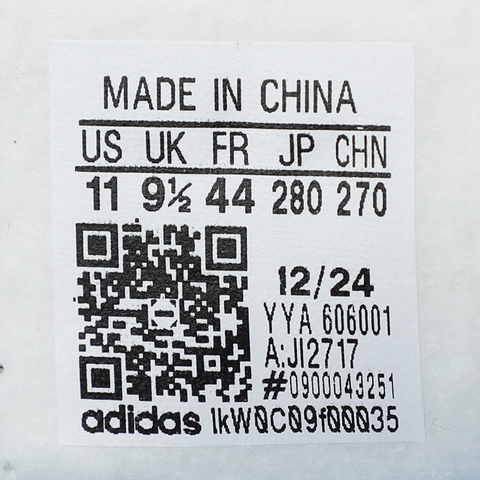 MADE IN CHINA
US UK FR JP CHN
11 9½ 44 280 270
12/24
YYA 606001
A:JI2717
#0900043251
adidas lkW0C09f00035